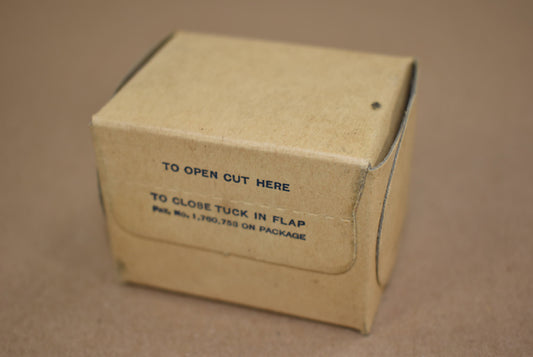 TO OPEN CUT HERE
TO CLOSE TUCK IN FLAP
Pat. No. 1,760,753 ON PACKAGE